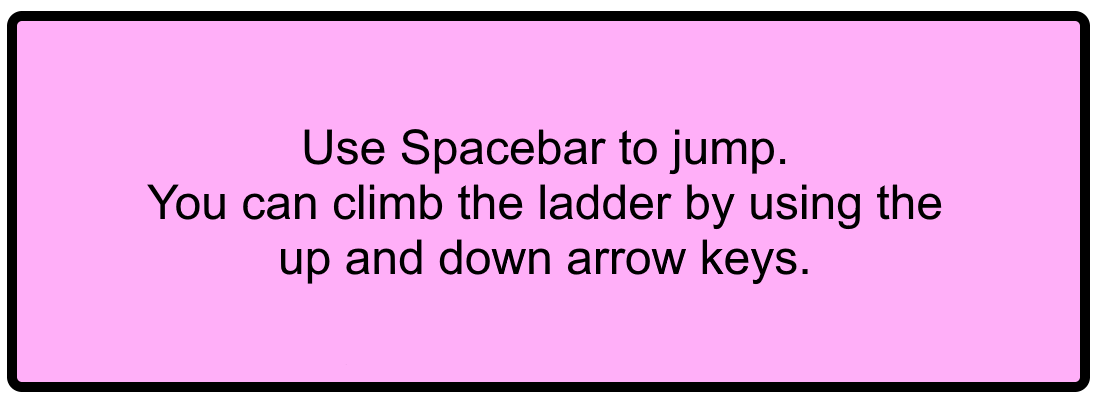 Use Spacebar to jump.
You can climb the ladder by using the
up and down arrow keys.